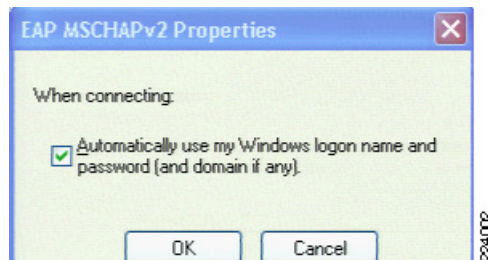 EAP MSCHAPv2 Properties
When connecting:
Automatically use my Windows logon name and
password (and domain if any).
OK
Cancel
224002